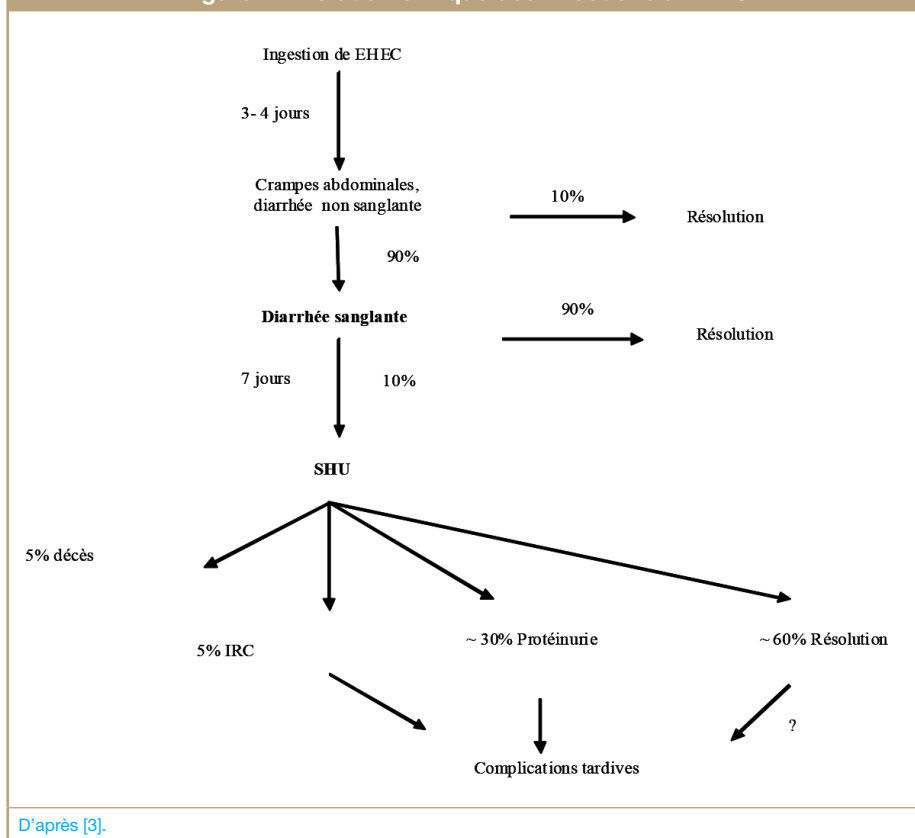 Ingestion de EHEC
3- 4 jours
Crampes abdominales,
diarrhée non sanglante
10%
Résolution
90%
Diarrhée sanglante
90%
Résolution
7 jours
10%
SHU
5% décès
5% IRC
~ 30% Protéinurie
~ 60% Résolution
?
Complications tardives
D'après [3].